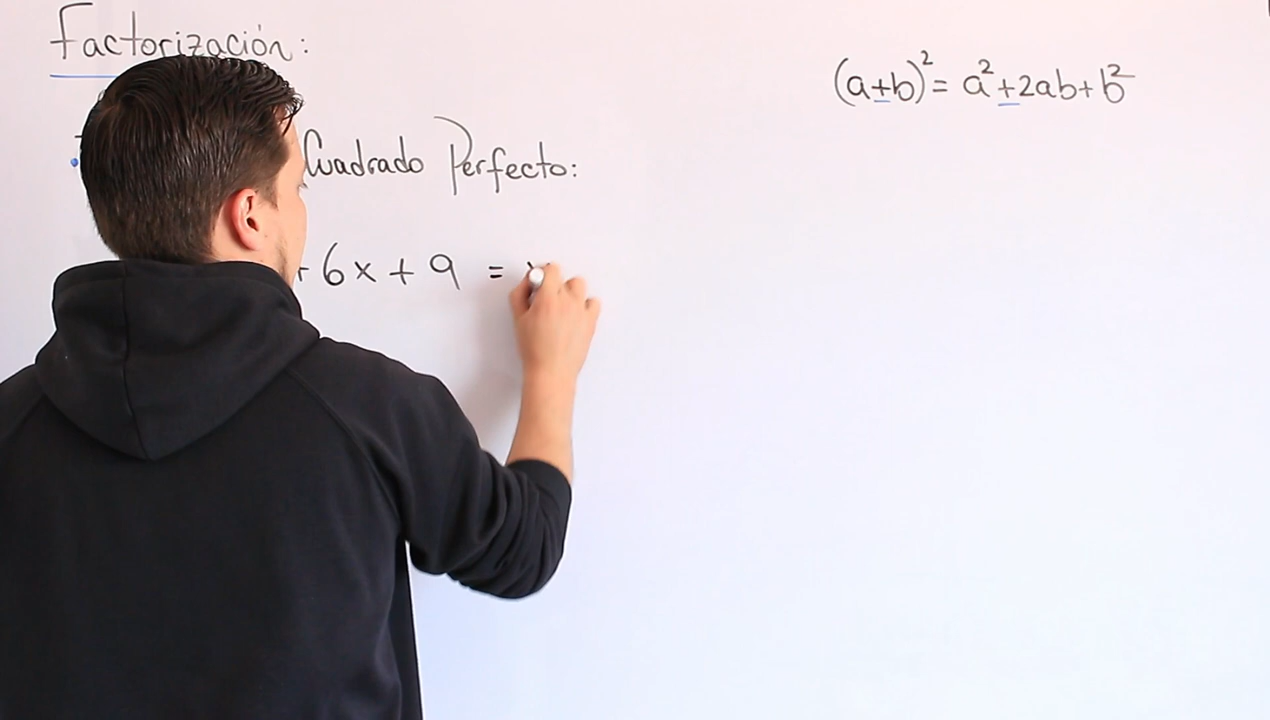 Factorización:
(a+b)² = a²+2ab+b²
Cuadrado Perfecto:
+ 6x + 9 =